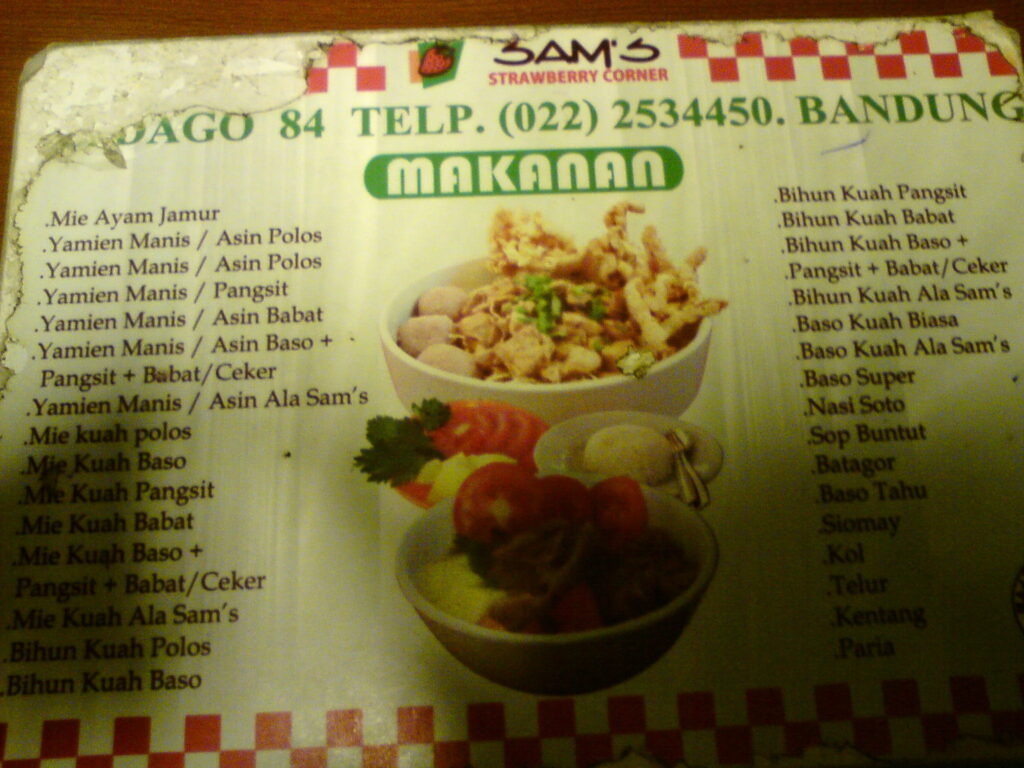 SAM'S
STRAWBERRY CORNER
DAGO 84 TELP. (022) 2534450. BANDUNG
MAKANAN
.Mie Ayam Jamur
.Yamien Manis / Asin Polos
.Yamien Manis / Asin Polos
.Yamien Manis / Pangsit
.Yamien Manis / Asin Babat
.Yamien Manis / Asin Baso +
Pangsit + Babat/Ceker
.Yamien Manis / Asin Ala Sam's
.Mie kuah polos
.Mie Kuah Baso
.Mie Kuah Pangsit
.Mie Kuah Babat
.Mie Kuah Baso +
Pangsit + Babat/Ceker
.Mie Kuah Ala Sam's
.Bihun Kuah Polos
.Bihun Kuah Baso
.Bihun Kuah Pangsit
.Bihun Kuah Babat
.Bihun Kuah Baso +
.Pangsit + Babat/Ceker
.Bihun Kuah Ala Sam's
.Baso Kuah Biasa
.Baso Kuah Ala Sam's
.Baso Super
.Nasi Soto
.Sop Buntut
.Batagor
.Baso Tahu
.Siomay
.Kol
.Telur
.Kentang
.Paria